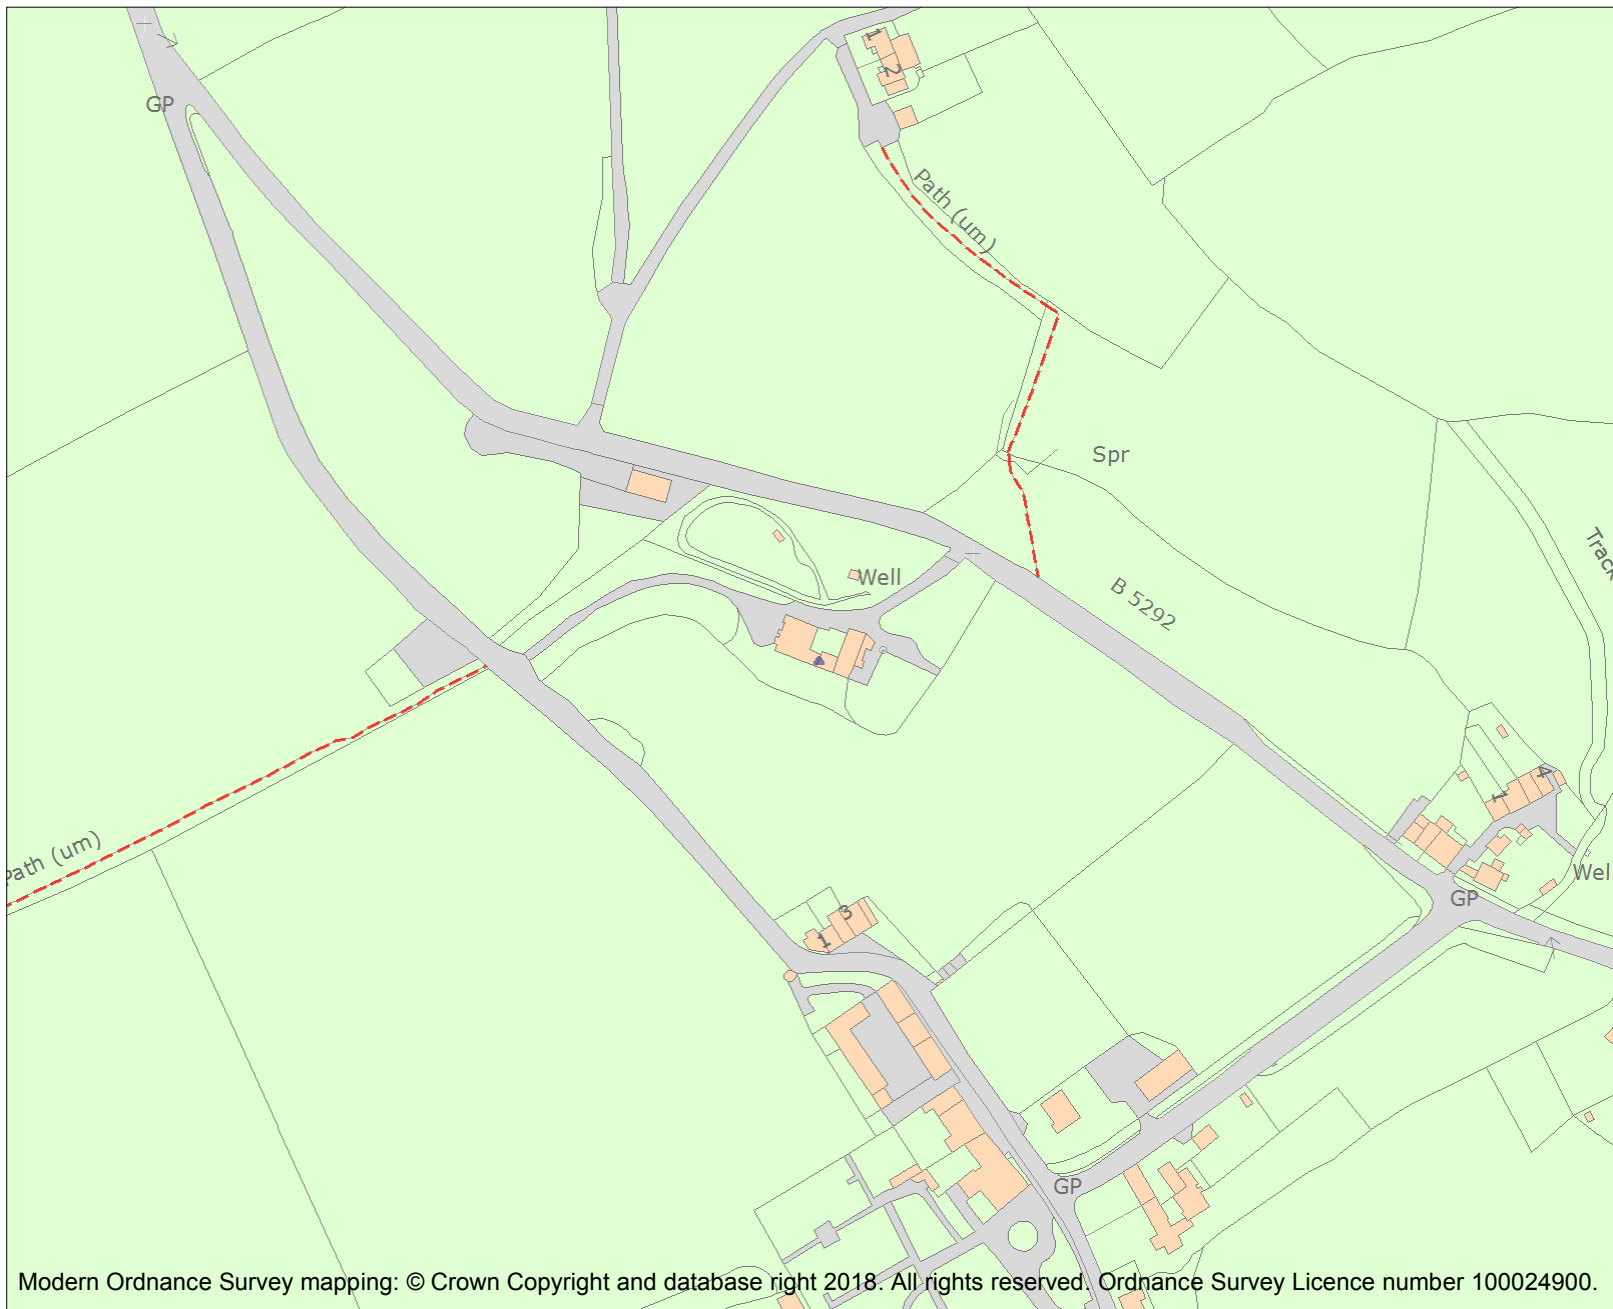 1
2
GP
Path (um)
Spr
Track
Well
B 5292
4
1
Path (um)
Well
GP
3
1
GP
Modern Ordnance Survey mapping: © Crown Copyright and database right 2018. All rights reserved. Ordnance Survey Licence number 100024900.